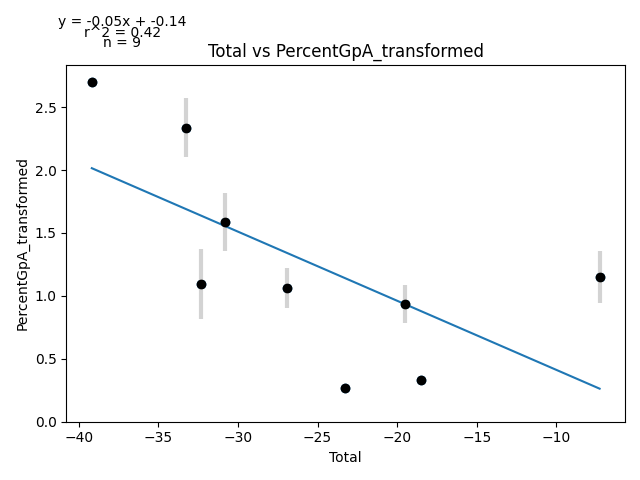 y = -0.05x + -0.14
r^2 = 0.42
n = 9
Total vs PercentGpA_transformed
PercentGpA_transformed
2.5
2.0
1.5
1.0
0.5
0.0
−40
−35
−30
−25
−20
−15
−10
Total